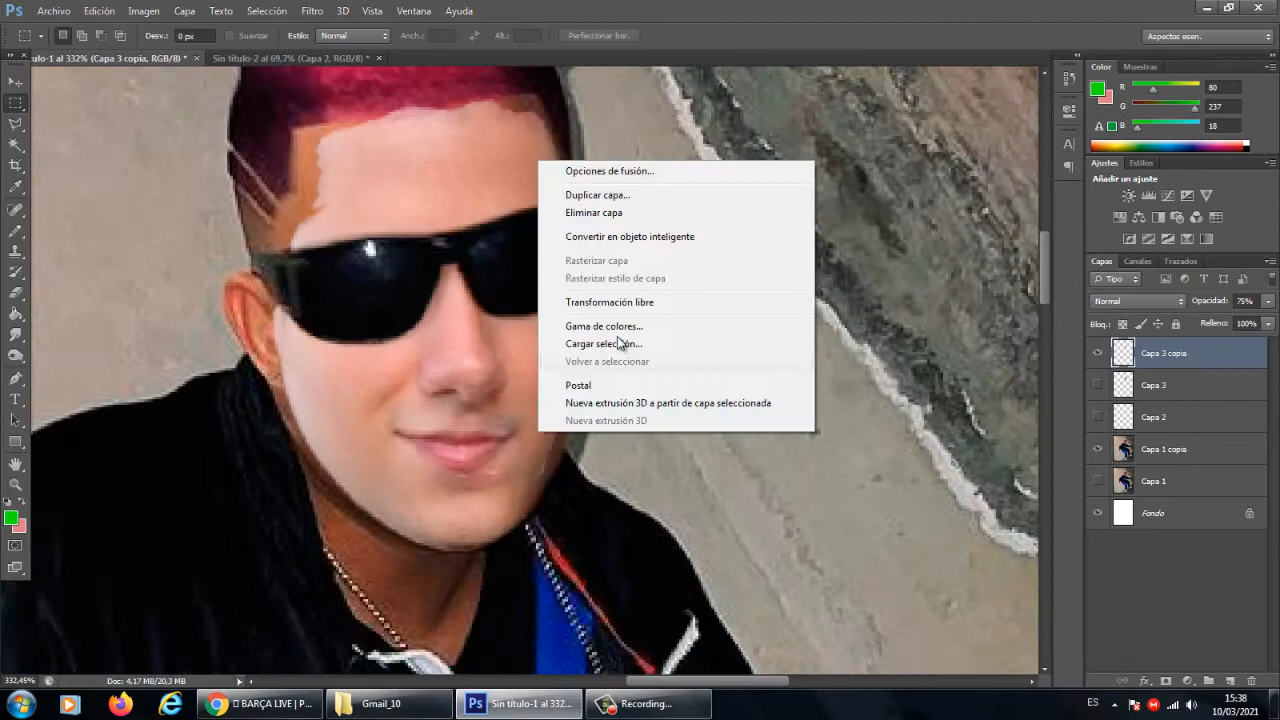 Ps Archivo Edición Imagen Capa Texto Selección Filtro 3D Vista Ventana Ayuda
Desv.: 0 px Suavizar Estilo: Normal Anch.: Alt.: Perfeccionar bor. Aspectos esen.
ulo-1 al 332% (Capa 3 copia, RGB/8) * × Sin título-2 al 69,7% (Capa 2, RGB/8) * ×
Color Muestras
R 80
G 237
B 18
Ajustes Estilos
Añadir un ajuste
Capas Canales Trazados
Tipo
Normal Opacidad: 75%
Bloq.: Relleno: 100%
Capa 3 copia
Capa 3
Capa 2
Capa 1 copia
Capa 1
Fondo
Opciones de fusión...
Duplicar capa...
Eliminar capa
Convertir en objeto inteligente
Rasterizar capa
Rasterizar estilo de capa
Transformación libre
Gama de colores...
Cargar selección...
Volver a seleccionar
Postal
Nueva extrusión 3D a partir de capa seleccionada
Nueva extrusión 3D
332,45% Doc: 4,17 MB/20,3 MB
BARÇA LIVE | P... Gmail_10 Ps Sin título-1 al 332... Recording... ES 15:38
10/03/2021